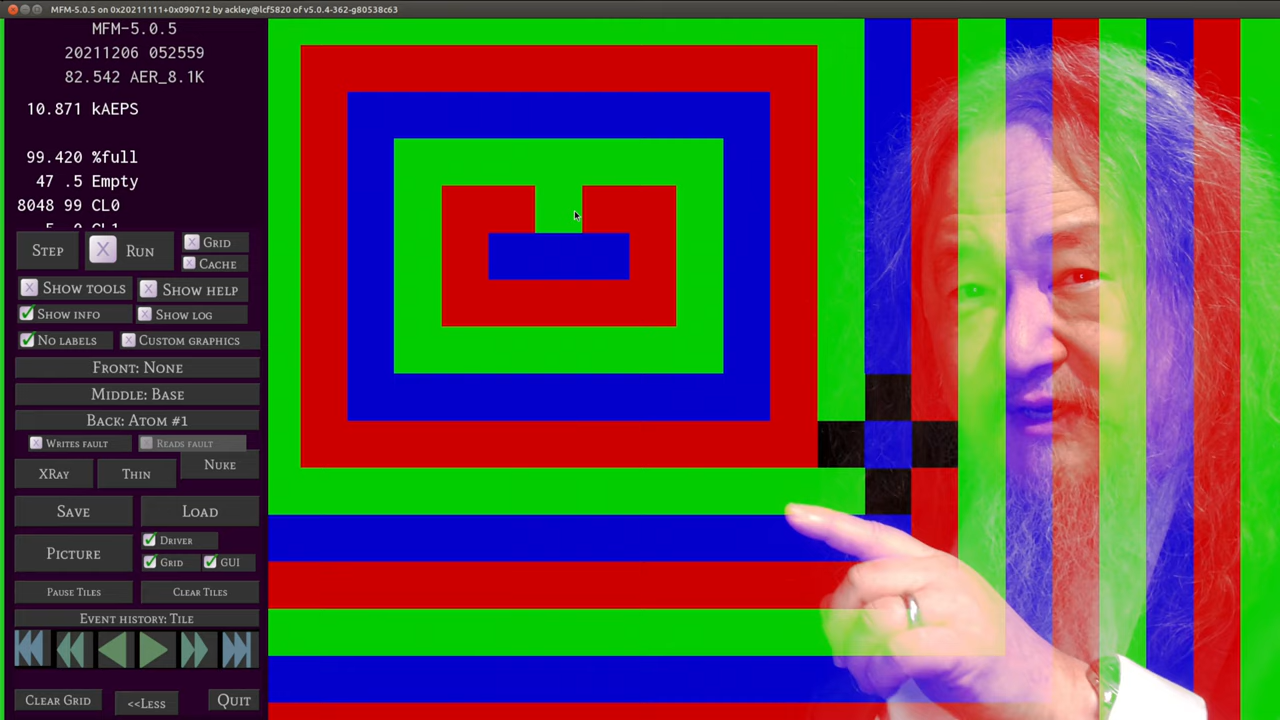 MFM-5.0.5 on 0x20211111+0x090712 by ackley@lcf5820 of v5.0.4-362-g80538c63
MFM-5.0.5
20211206 052559
82.542 AER_8.1K
10.871 kAEPS
99.420 %full
47 .5 Empty
8048 99 CL0
Step
Run
Grid
Cache
Show tools
Show help
Show info
Show log
No labels
Custom graphics
Front: None
Middle: Base
Back: Atom #1
Writes fault
Reads fault
XRay
Thin
Nuke
Save
Load
Picture
Driver
Grid
GUI
Pause Tiles
Clear Tiles
Event history: Tile
Clear Grid
<<Less
Quit